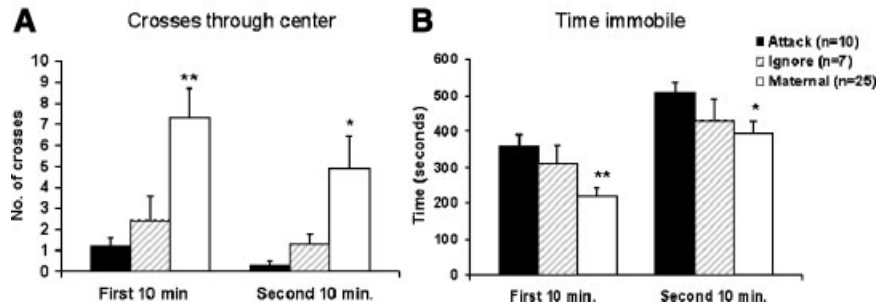 A
Crosses through center
No. of crosses
10
9
8
7
6
5
4
3
2
1
0
**
*
First 10 min
Second 10 min.
B
Time immobile
Time (seconds)
600
500
400
300
200
100
0
**
*
First 10 min.
Second 10 min.
Attack (n=10)
Ignore (n=7)
Maternal (n=25)